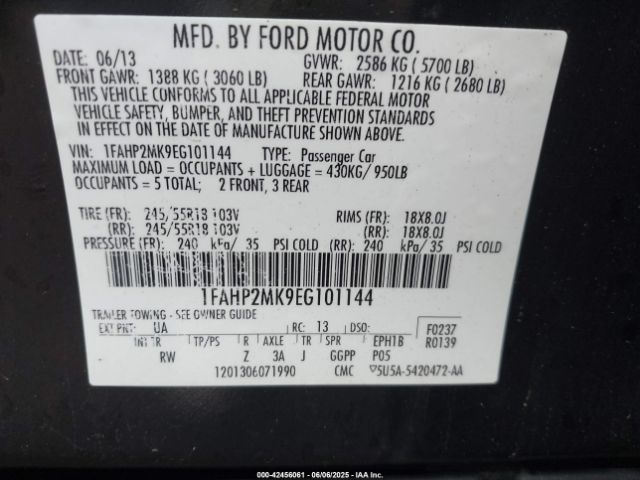 MFD. BY FORD MOTOR CO.
DATE: 06/13 GVWR: 2586 KG ( 5700 LB)
FRONT GAWR: 1388 KG ( 3060 LB) REAR GAWR: 1216 KG ( 2680 LB)
THIS VEHICLE CONFORMS TO ALL APPLICABLE FEDERAL MOTOR
VEHICLE SAFETY, BUMPER, AND THEFT PREVENTION STANDARDS
IN EFFECT ON THE DATE OF MANUFACTURE SHOWN ABOVE.
VIN: 1FAHP2MK9EG101144 TYPE: Passenger Car
MAXIMUM LOAD = OCCUPANTS + LUGGAGE = 430KG/ 950LB
OCCUPANTS = 5 TOTAL; 2 FRONT, 3 REAR
TIRE (FR): 245/55R18 103V RIMS (FR): 18X8.0J
(RR): 245/55R18 103V (RR): 18X8.0J
PRESSURE (FR): 240 kPa/ 35 PSI COLD (RR): 240 kPa/ 35 PSI COLD
1FAHP2MK9EG101144
TRAILER TOWING - SEE OWNER GUIDE
EXT PNT: UA RC: 13 DSO: F0237
INT TR TP/PS R AXLE TR SPR EPH1B R0139
RW Z 3A J GGPP P05
1201306071990 CMC 5U5A-5420472-AA
000-42456061 - 06/06/2025 - IAA Inc.